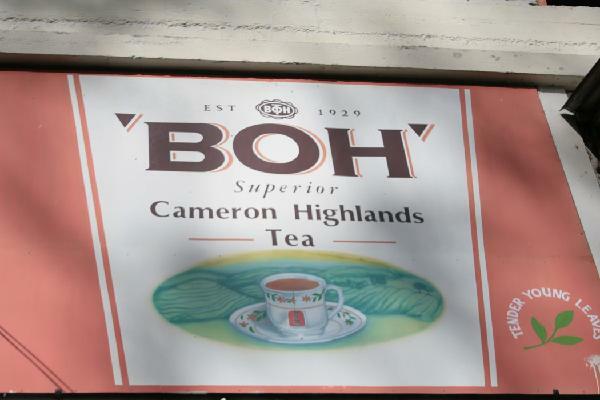 EST BOH 1929
'BOH'
Superior
Cameron Highlands
Tea
TENDER YOUNG LEAVES